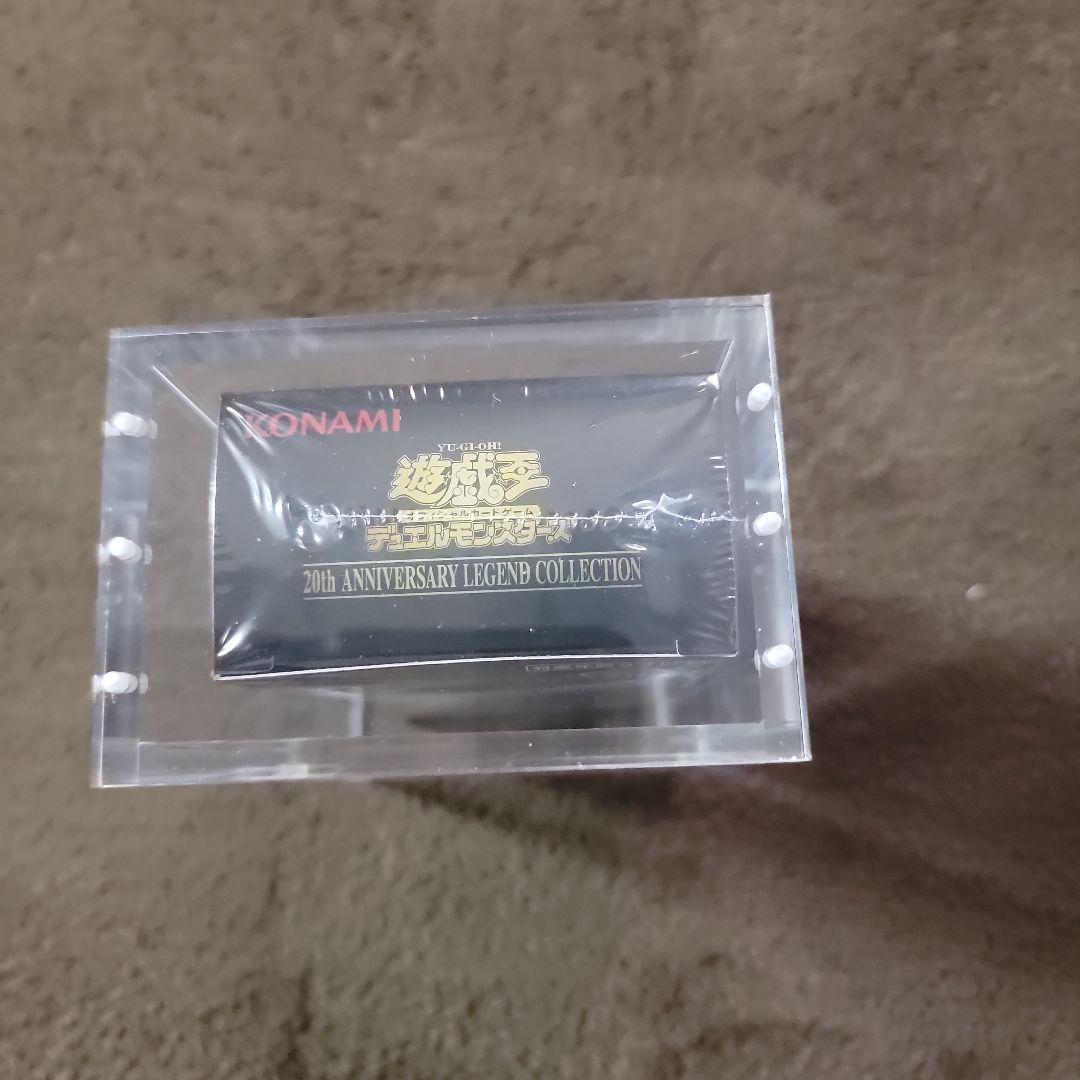 KONAMI
YU-GI-OH!
遊戯王
オフィシャルカードゲーム
デュエルモンスターズ
20th ANNIVERSARY LEGEND COLLECTION